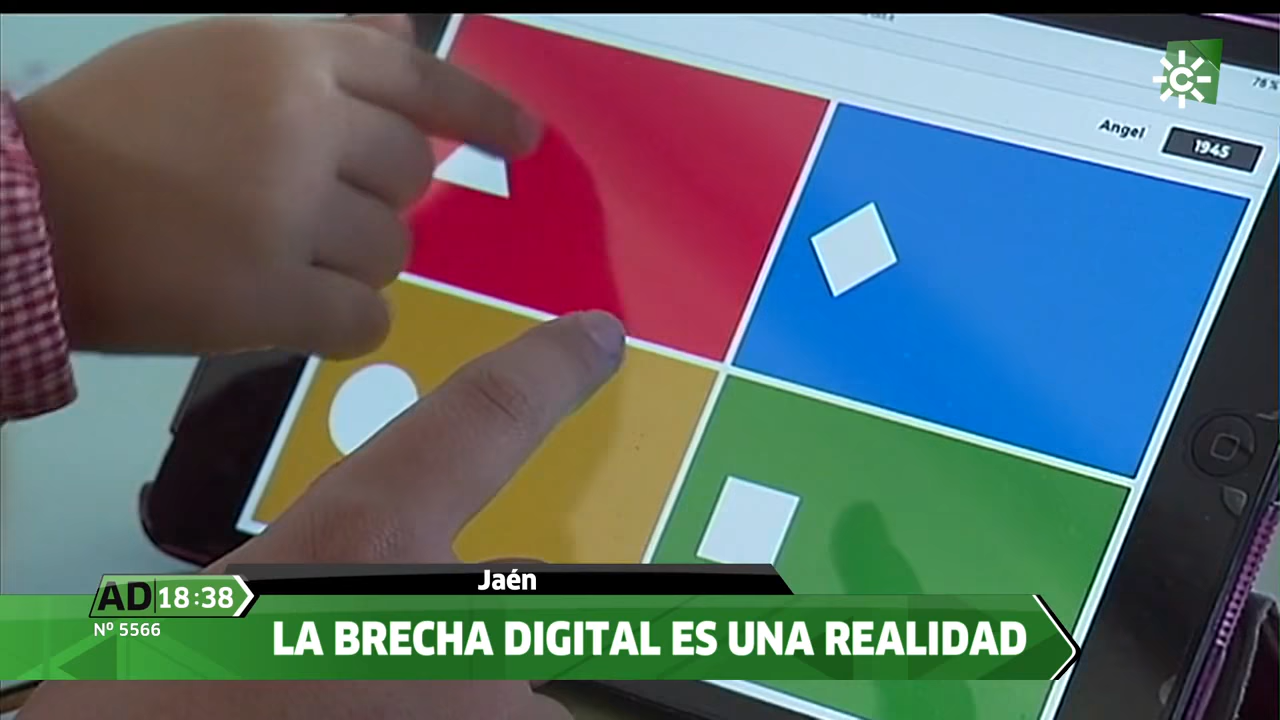 76%
Angel
1945
C
Jaén
AD 18:38
Nº 5566
LA BRECHA DIGITAL ES UNA REALIDAD